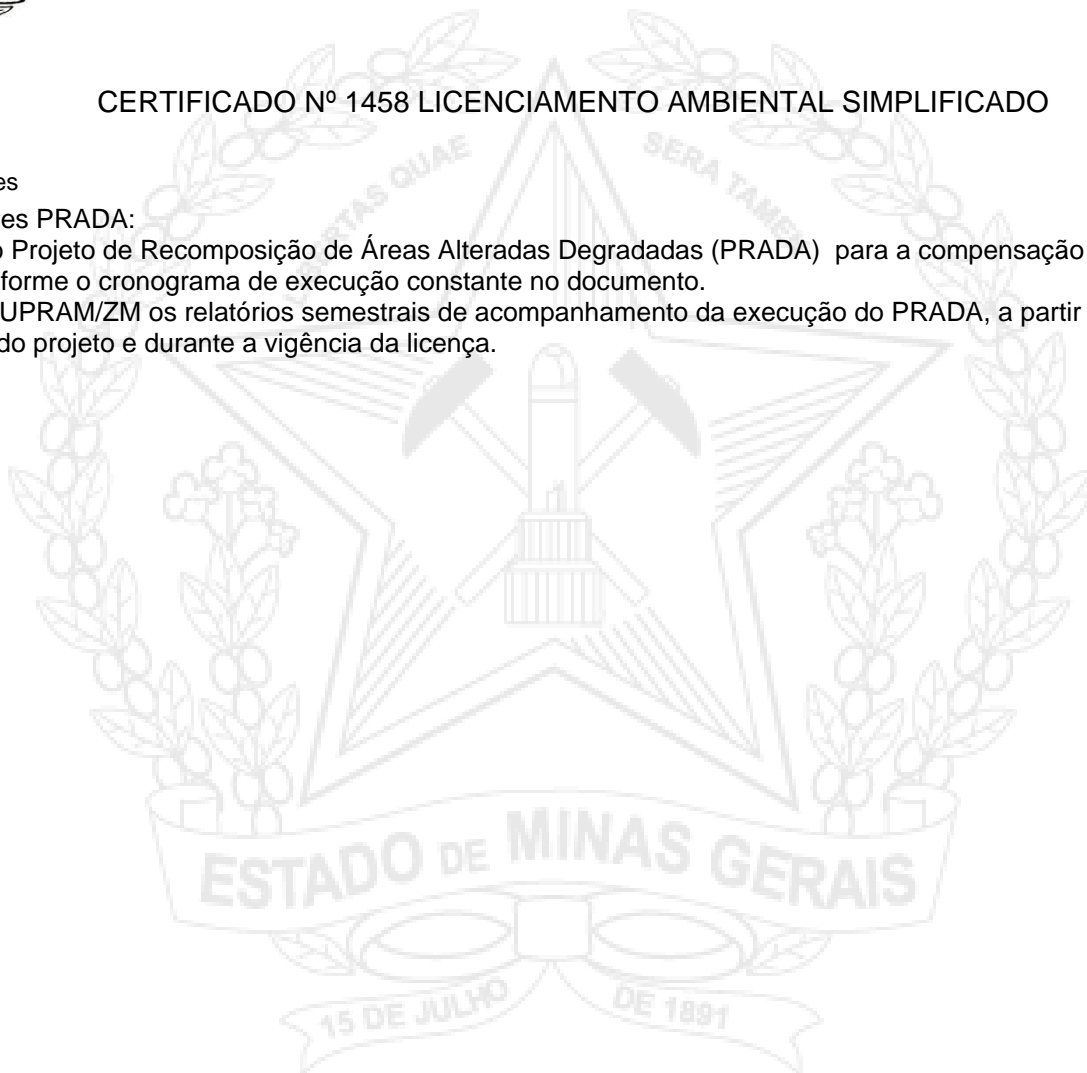 CERTIFICADO Nº 1458 LICENCIAMENTO AMBIENTAL SIMPLIFICADO
LIBERTAS QUAE SERA TAMEN
es
es PRADA:
o Projeto de Recomposição de Áreas Alteradas Degradadas (PRADA) para a compensação
forme o cronograma de execução constante no documento.
UPRAM/ZM os relatórios semestrais de acompanhamento da execução do PRADA, a partir
do projeto e durante a vigência da licença.
ESTADO DE MINAS GERAIS
15 DE JULHO DE 1891